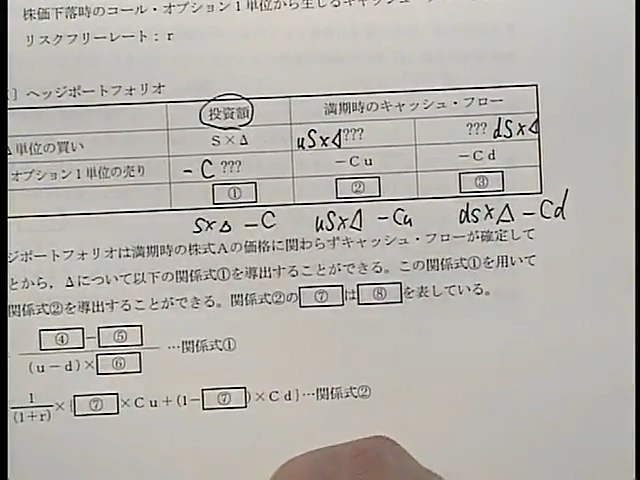 株価下落時のコール・オプション1単位から生じるキャッシュ・
リスクフリーレート：r
］ヘッジポートフォリオ
投資額 満期時のキャッシュ・フロー
単位の買い S×Δ uS×Δ ??? ??? dS×Δ
オプション1単位の売り -C ??? －Cu －Cd
① ② ③
S×Δ -C uS×Δ -Cu dS×Δ -Cd
ジポートフォリオは満期時の株式Aの価格に関わらずキャッシュ・フローが確定して
とから，Δについて以下の関係式①を導出することができる。この関係式①を用いて
関係式②を導出することができる。関係式②の ⑦ は ⑧ を表している。
④ － ⑤
(u－d)× ⑥ …関係式①
1
(1＋r) ×{ ⑦ ×Cu＋(1－ ⑦ )×Cd}…関係式②